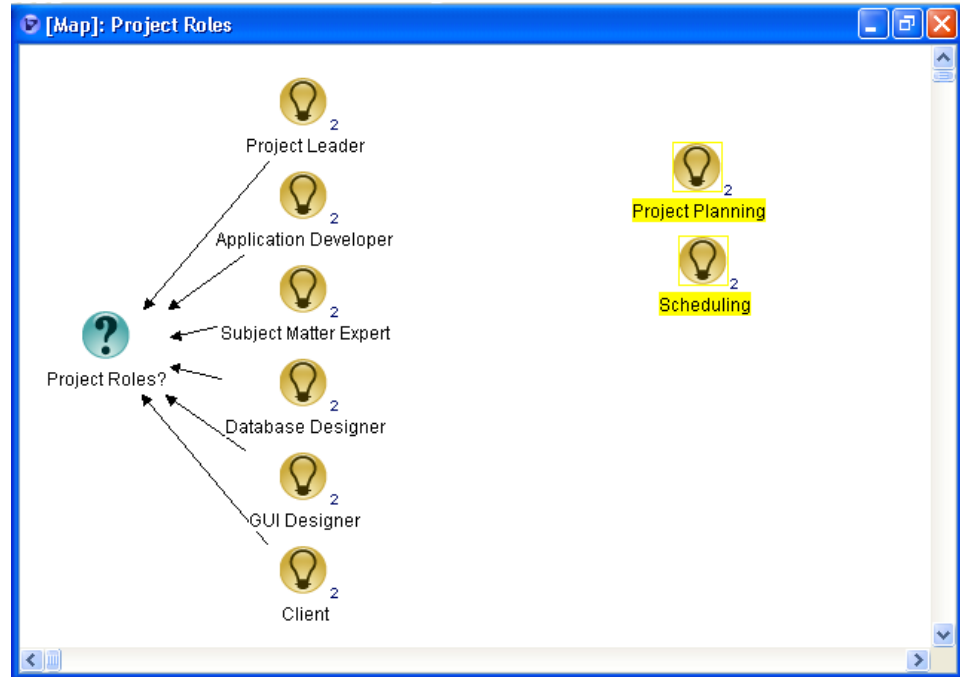 [Map]: Project Roles
2
Project Leader
2
Application Developer
2
Subject Matter Expert
2
Database Designer
2
GUI Designer
2
Client
?
Project Roles?
2
Project Planning
2
Scheduling